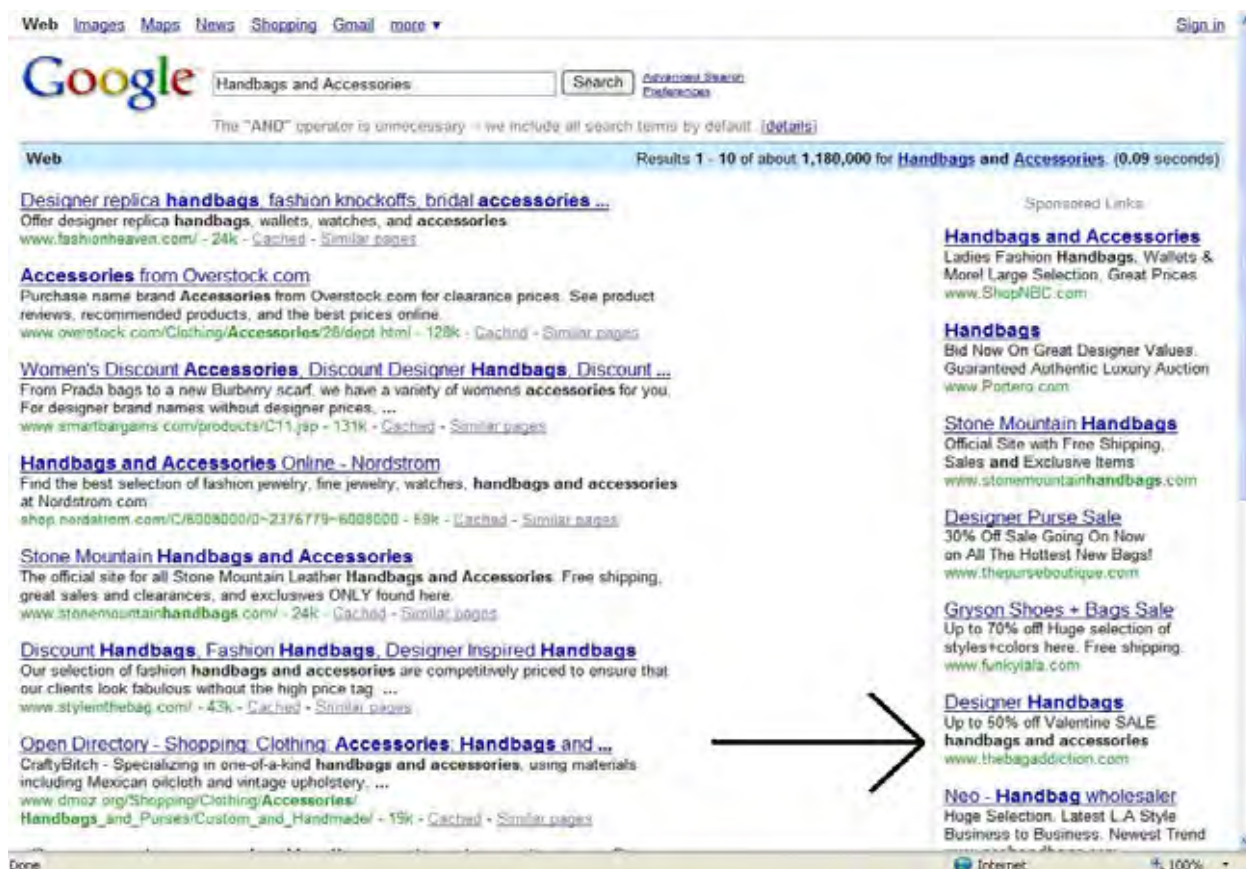 Web Images Maps News Shopping Gmail more ▼
Sign in
Google
Handbags and Accessories
Search
Advanced Search
Preferences
The "AND" operator is unnecessary -- we include all search terms by default. (details)
Web
Results 1 - 10 of about 1,180,000 for Handbags and Accessories. (0.09 seconds)
Designer replica handbags, fashion knockoffs, bridal accessories ...
Offer designer replica handbags, wallets, watches, and accessories
www.fashionheaven.com/ - 24k - Cached - Similar pages
Accessories from Overstock.com
Purchase name brand Accessories from Overstock.com for clearance prices. See product
reviews, recommended products, and the best prices online.
www.overstock.com/Clothing/Accessories/28/dept.html - 128k - Cached - Similar pages
Women's Discount Accessories, Discount Designer Handbags, Discount ...
From Prada bags to a new Burberry scarf, we have a variety of womens accessories for you.
For designer brand names without designer prices, ...
www.smartbargains.com/products/C11.jsp - 131k - Cached - Similar pages
Handbags and Accessories Online - Nordstrom
Find the best selection of fashion jewelry, fine jewelry, watches, handbags and accessories
at Nordstrom.com
shop.nordstrom.com/C/6008000/0~2376779~6008000 - 59k - Cached - Similar pages
Stone Mountain Handbags and Accessories
The official site for all Stone Mountain Leather Handbags and Accessories. Free shipping,
great sales and clearances, and exclusives ONLY found here.
www.stonemountainhandbags.com/ - 24k - Cached - Similar pages
Discount Handbags, Fashion Handbags, Designer Inspired Handbags
Our selection of fashion handbags and accessories are competitively priced to ensure that
our clients look fabulous without the high price tag. ...
www.styleinthebag.com/ - 43k - Cached - Similar pages
Open Directory - Shopping: Clothing: Accessories: Handbags and ...
CraftyBitch - Specializing in one-of-a-kind handbags and accessories, using materials
including Mexican oilcloth and vintage upholstery, ...
www.dmoz.org/Shopping/Clothing/Accessories/
Handbags_and_Purses/Custom_and_Handmade/ - 19k - Cached - Similar pages
Sponsored Links
Handbags and Accessories
Ladies Fashion Handbags, Wallets &
More! Large Selection, Great Prices
www.ShopNBC.com
Handbags
Bid Now On Great Designer Values.
Guaranteed Authentic Luxury Auction
www.Portero.com
Stone Mountain Handbags
Official Site with Free Shipping,
Sales and Exclusive Items
www.stonemountainhandbags.com
Designer Purse Sale
30% Off Sale Going On Now
on All The Hottest New Bags!
www.thepurseboutique.com
Gryson Shoes + Bags Sale
Up to 70% off! Huge selection of
styles+colors here. Free shipping.
www.funkylala.com
Designer Handbags
Up to 50% off Valentine SALE
handbags and accessories
www.thebagaddiction.com
Neo - Handbag wholesaler
Huge Selection. Latest L.A Style
Business to Business. Newest Trend
Done
Internet
100%